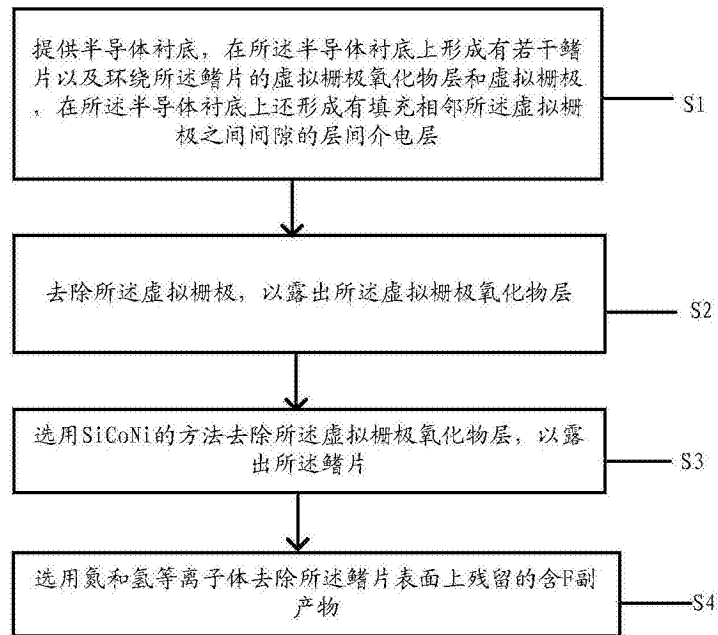 提供半导体衬底，在所述半导体衬底上形成有若干鳍
片以及环绕所述鳍片的虚拟栅极氧化物层和虚拟栅极
，在所述半导体衬底上还形成有填充相邻所述虚拟栅
极之间间隙的层间介电层
S1
去除所述虚拟栅极，以露出所述虚拟栅极氧化物层
S2
选用SiCoNi的方法去除所述虚拟栅极氧化物层，以露
出所述鳍片
S3
选用氮和氢等离子体去除所述鳍片表面上残留的含F副
产物
S4